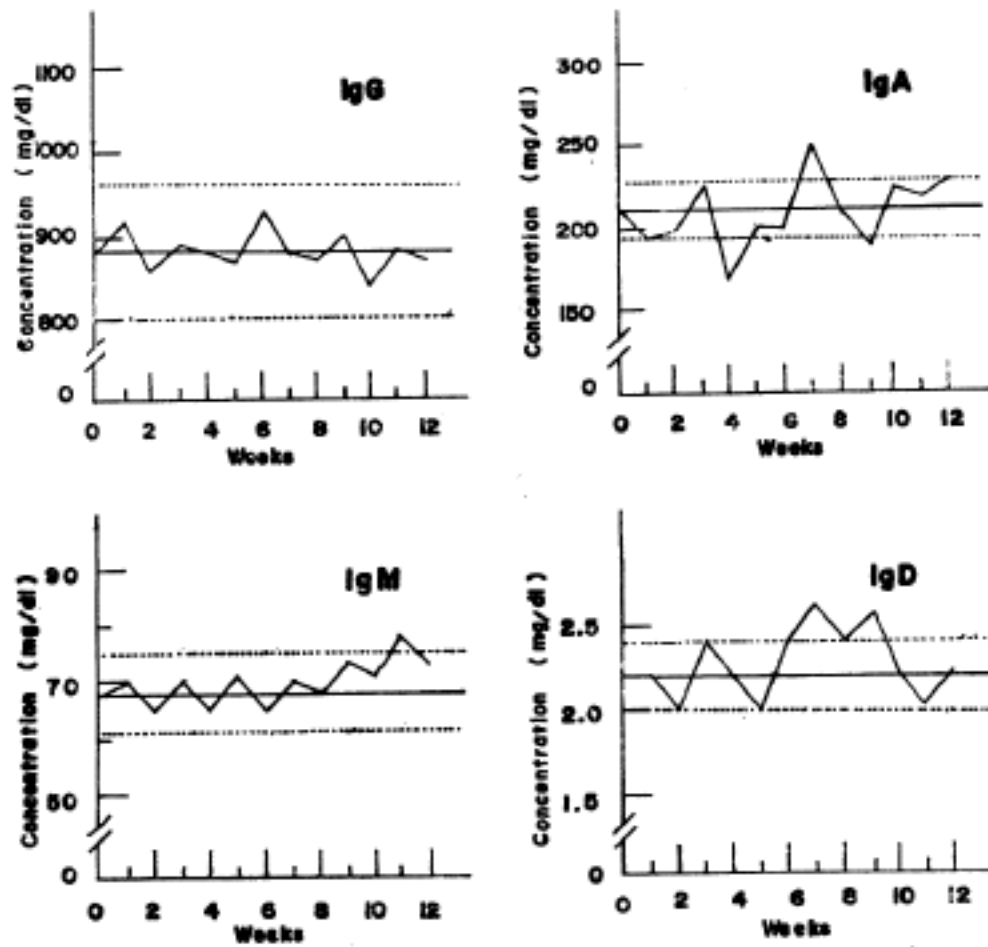 IgG
Concentration (mg/dl)
1100
1000
900
800
0
0 2 4 6 8 10 12
Weeks
IgA
Concentration (mg/dl)
300
250
200
150
0
0 2 4 6 8 10 12
Weeks
IgM
Concentration (mg/dl)
90
70
50
0
0 2 4 6 8 10 12
Weeks
IgD
Concentration (mg/dl)
2.5
2.0
1.5
0
0 2 4 6 8 10 12
Weeks